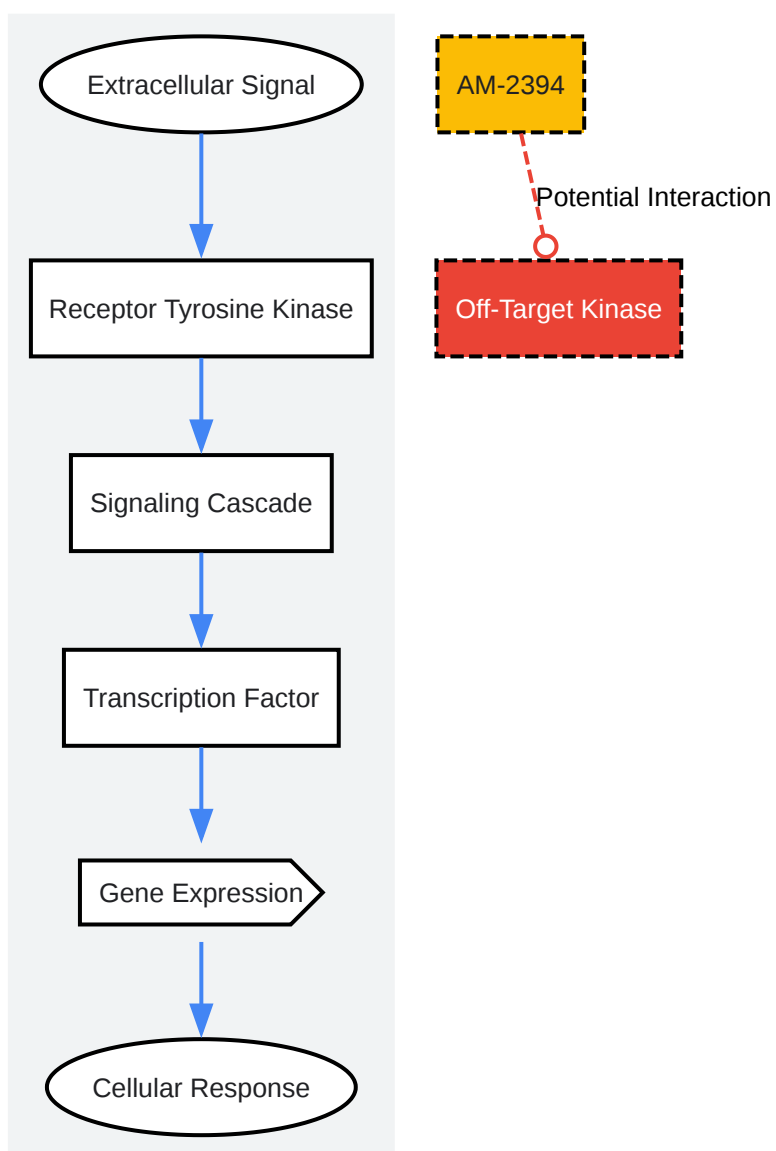 Extracellular Signal
AM-2394
Potential Interaction
Receptor Tyrosine Kinase
Off-Target Kinase
Signaling Cascade
Transcription Factor
Gene Expression
Cellular Response